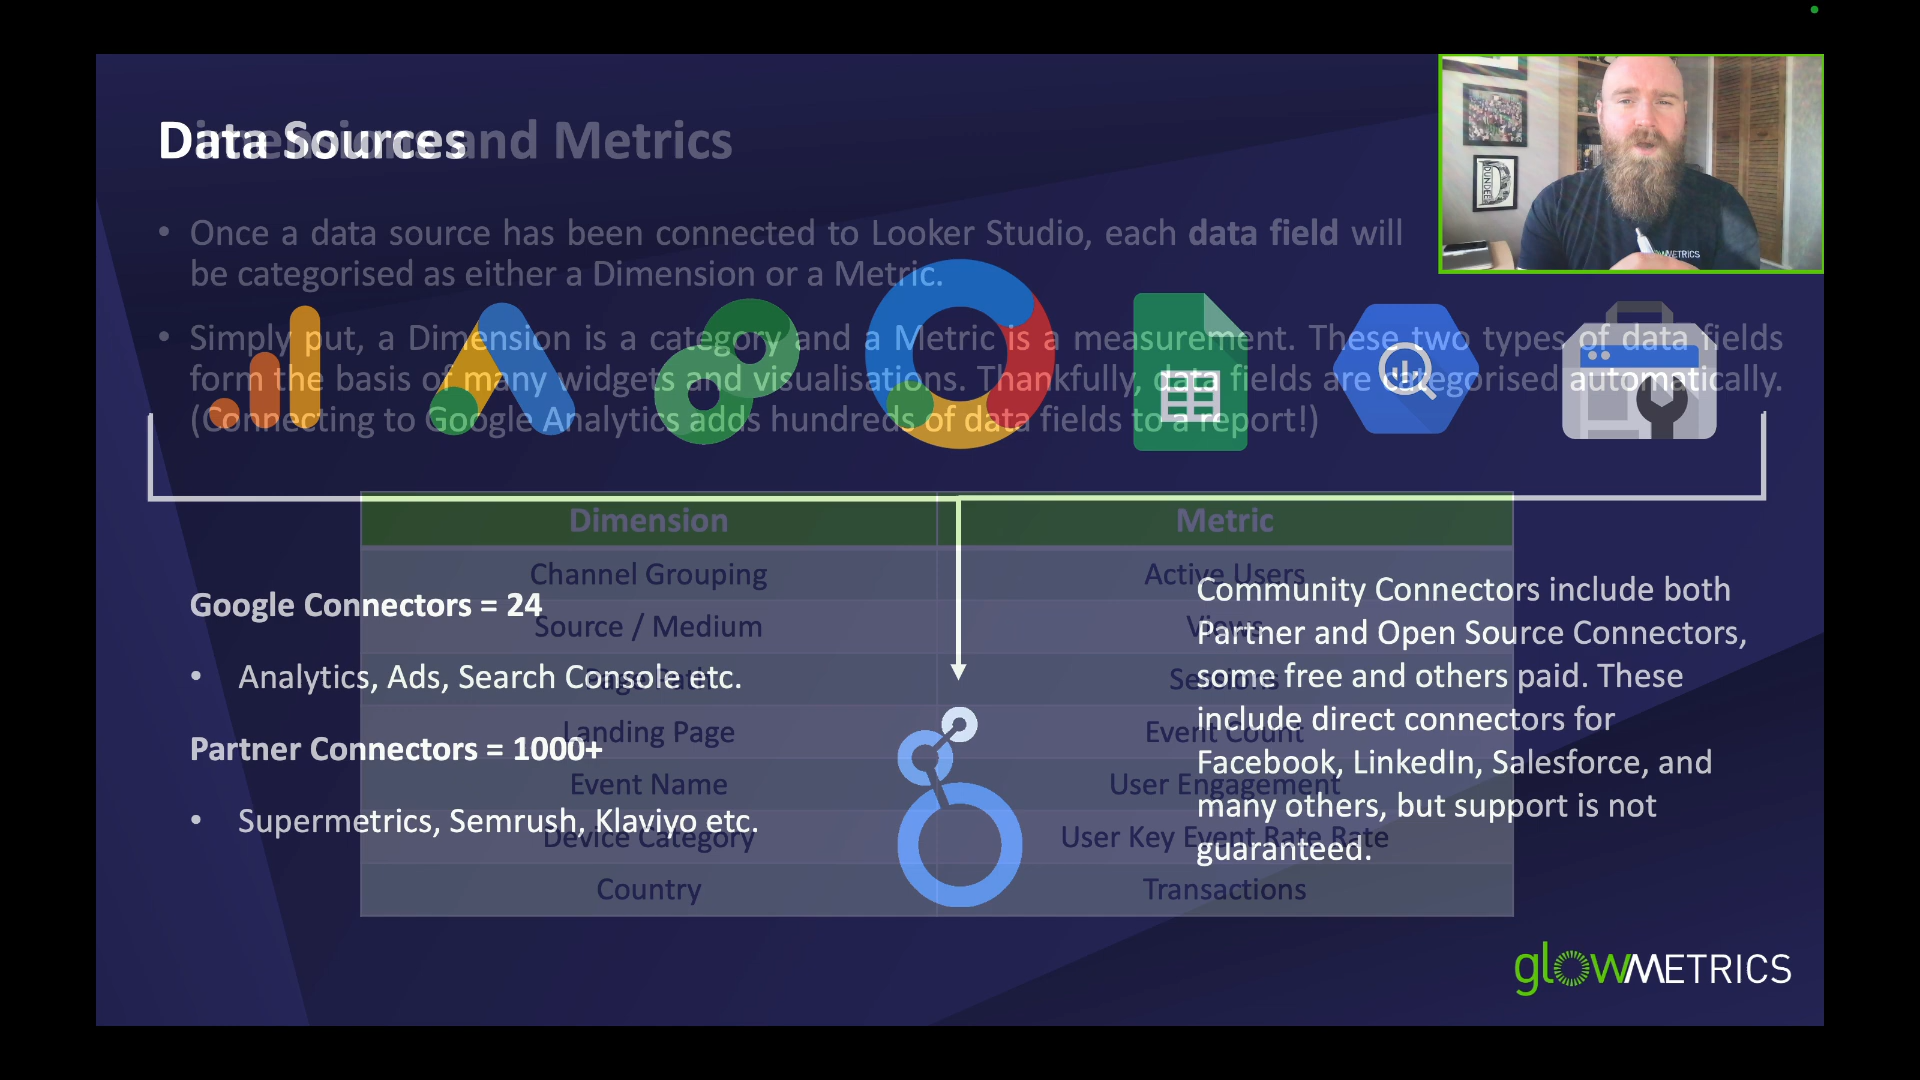 Data Sources
Dimensions and Metrics
• Once a data source has been connected to Looker Studio, each data field will
be categorised as either a Dimension or a Metric.
• Simply put, a Dimension is a category and a Metric is a measurement. These two types of data fields
form the basis of many widgets and visualisations. Thankfully, data fields are categorised automatically.
(Connecting to Google Analytics adds hundreds of data fields to a report!)
Dimension Metric
Channel Grouping Active Users
Source / Medium Views
Page Path Sessions
Landing Page Event Count
Event Name User Engagement
Device Category User Key Event Rate Rate
Country Transactions
Google Connectors = 24
• Analytics, Ads, Search Console etc.
Partner Connectors = 1000+
• Supermetrics, Semrush, Klaviyo etc.
Community Connectors include both
Partner and Open Source Connectors,
some free and others paid. These
include direct connectors for
Facebook, LinkedIn, Salesforce, and
many others, but support is not
guaranteed.
DUNDEE
glowMETRICS